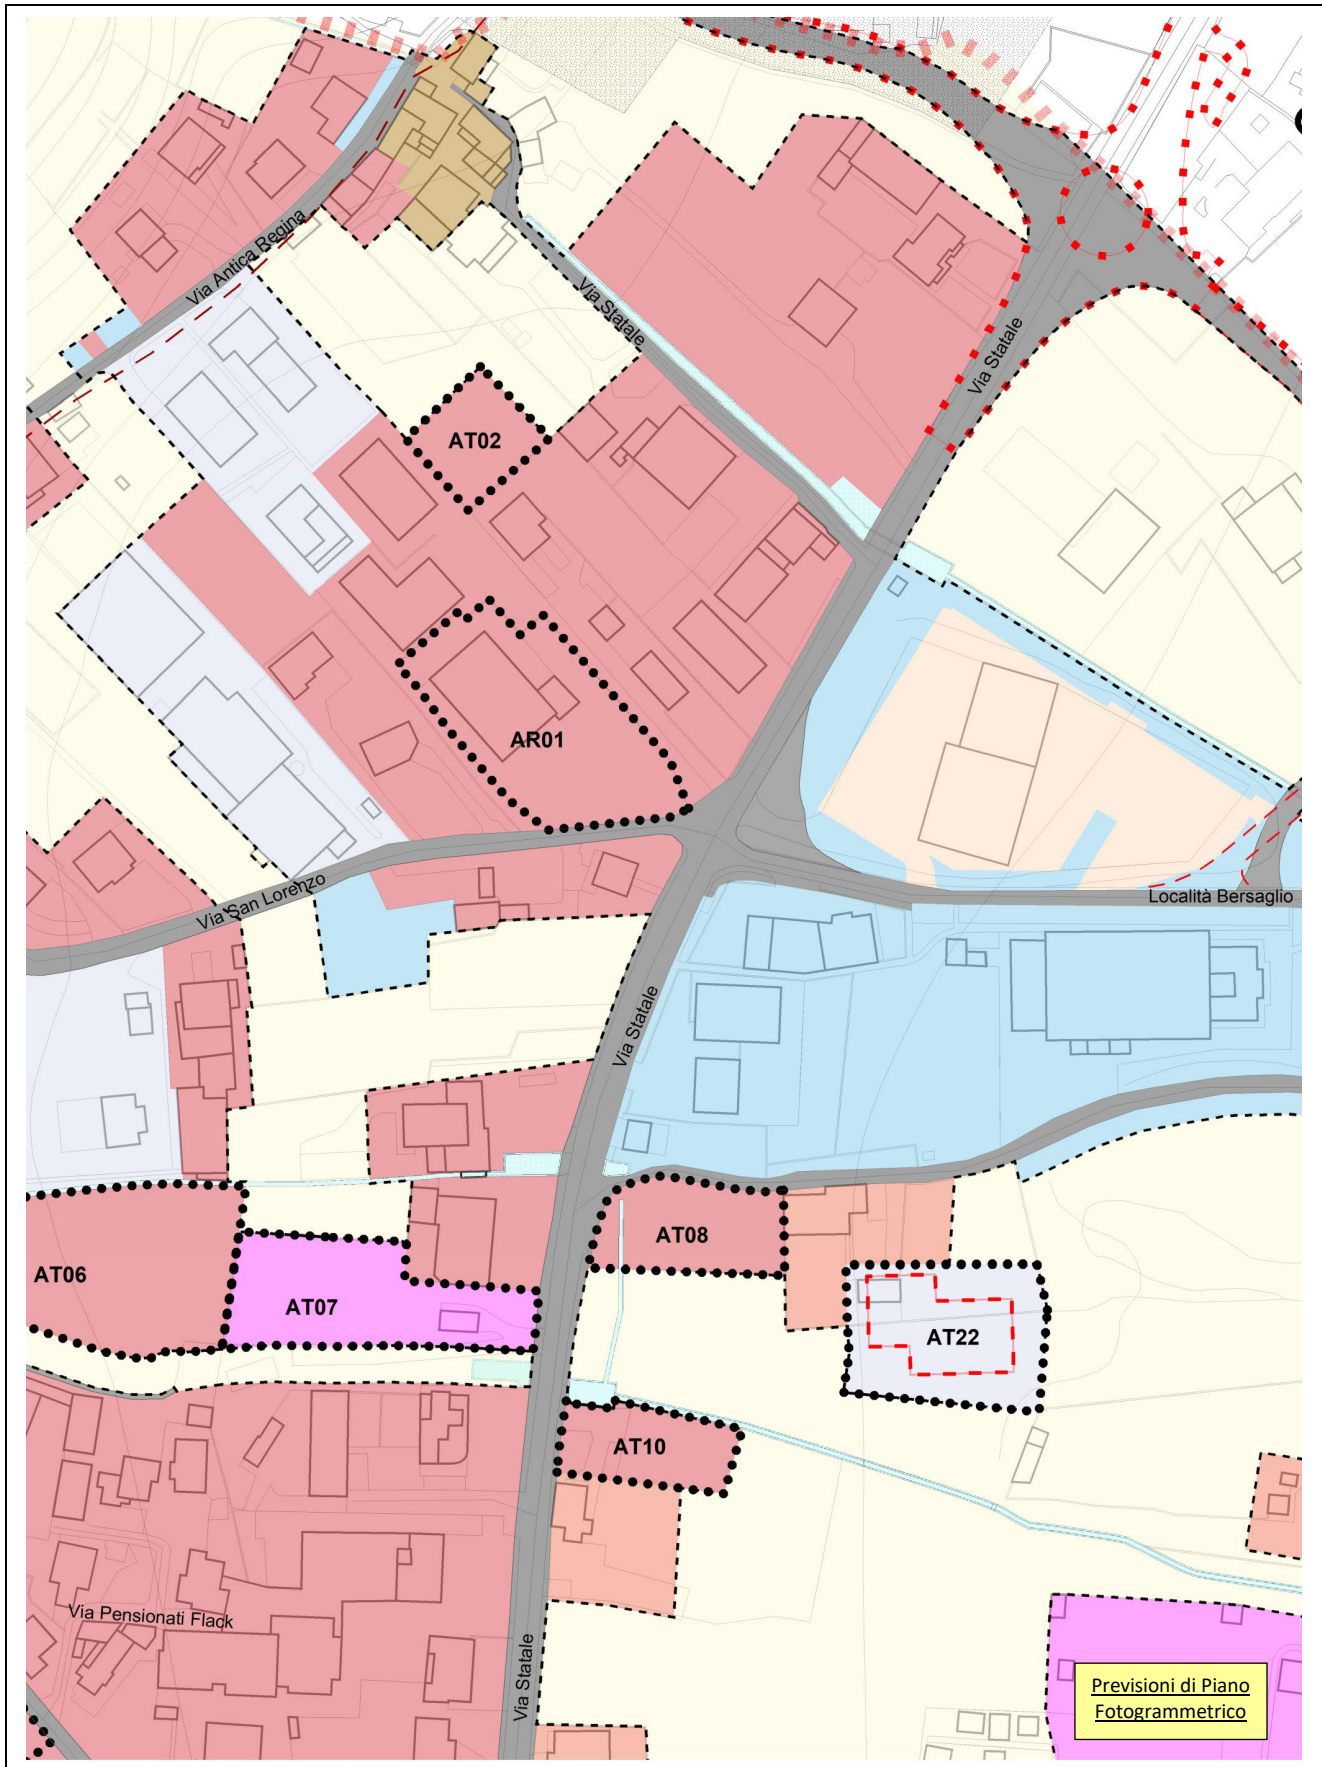 Via Antica Regina
Via Statale
Via Statale
AT02
AR01
Via San Lorenzo
Località Bersaglio
Via Statale
AT06
AT07
AT08
AT22
AT10
Via Pensionati Flack
Via Statale
Previsioni di Piano
Fotogrammetrico